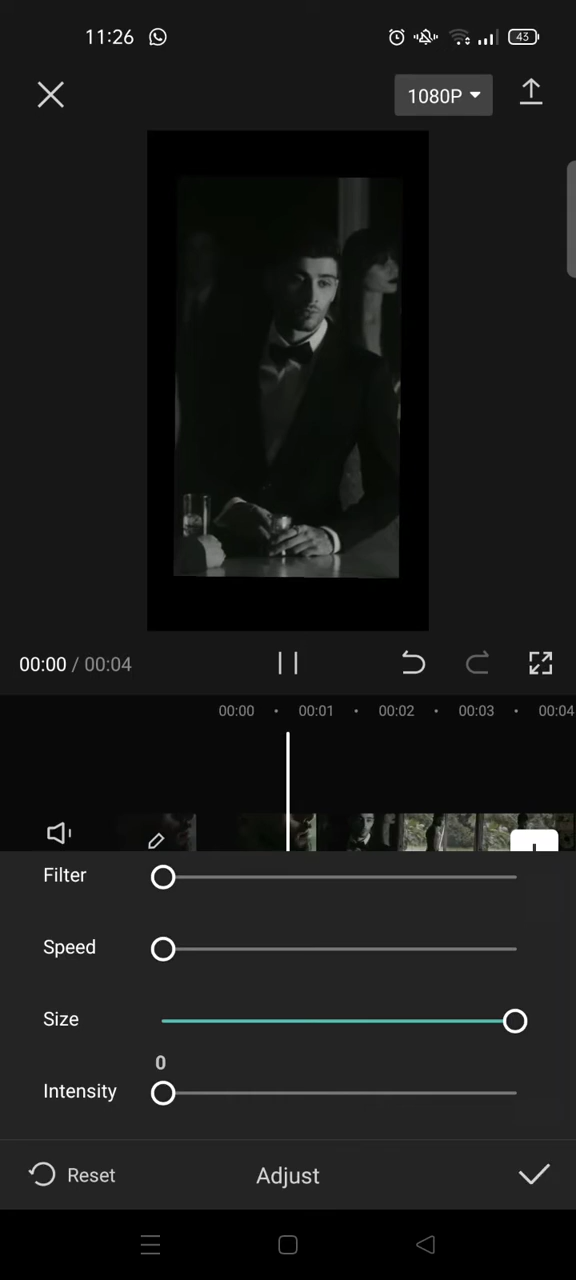 11:26
43
1080P
00:00 / 00:04
00:00 • 00:01 • 00:02 • 00:03 • 00:04
Filter
Speed
Size
0
Intensity
Reset
Adjust